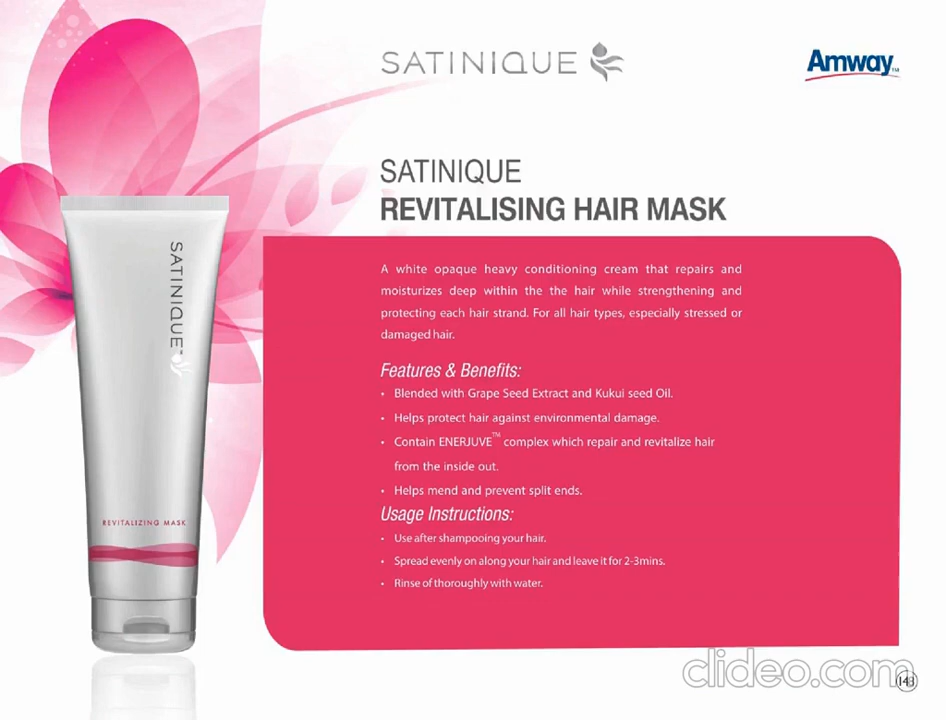 SATINIQUE
Amway™
SATINIQUE
REVITALISING HAIR MASK
SATINIQUE™
REVITALIZING MASK
A white opaque heavy conditioning cream that repairs and
moisturizes deep within the the hair while strengthening and
protecting each hair strand. For all hair types, especially stressed or
damaged hair.
Features & Benefits:
• Blended with Grape Seed Extract and Kukui seed Oil.
• Helps protect hair against environmental damage.
• Contain ENERJUVE™ complex which repair and revitalize hair
from the inside out.
• Helps mend and prevent split ends.
Usage Instructions:
• Use after shampooing your hair.
• Spread evenly on along your hair and leave it for 2-3mins.
• Rinse of thoroughly with water.
clideo.com
143